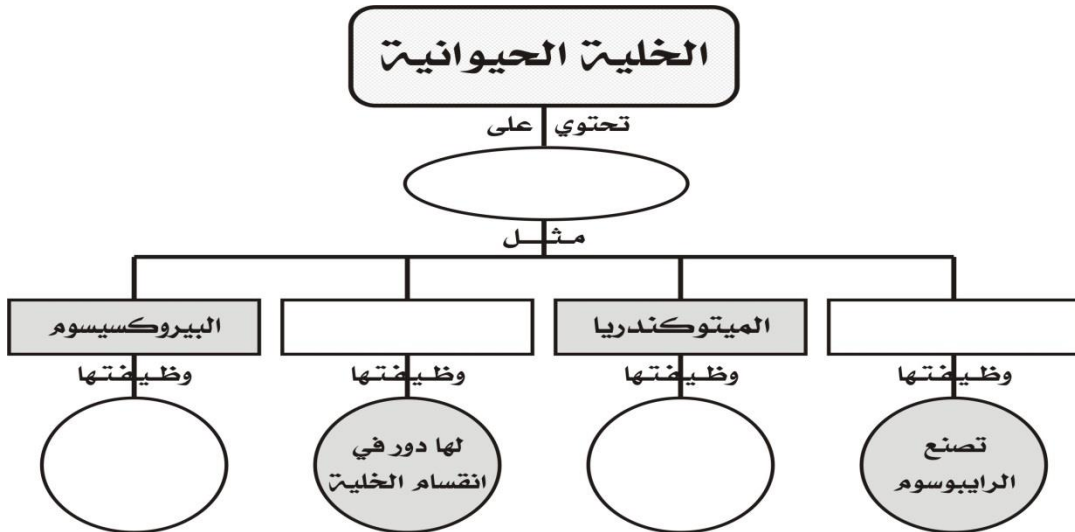 الخلية الحيوانية
تحتوي على
مثل
الميتوكندريا
البيروكسيسوم
وظيفتها
وظيفتها
وظيفتها
وظيفتها
تصنع
الرايبوسوم
لها دور في
انقسام الخلية